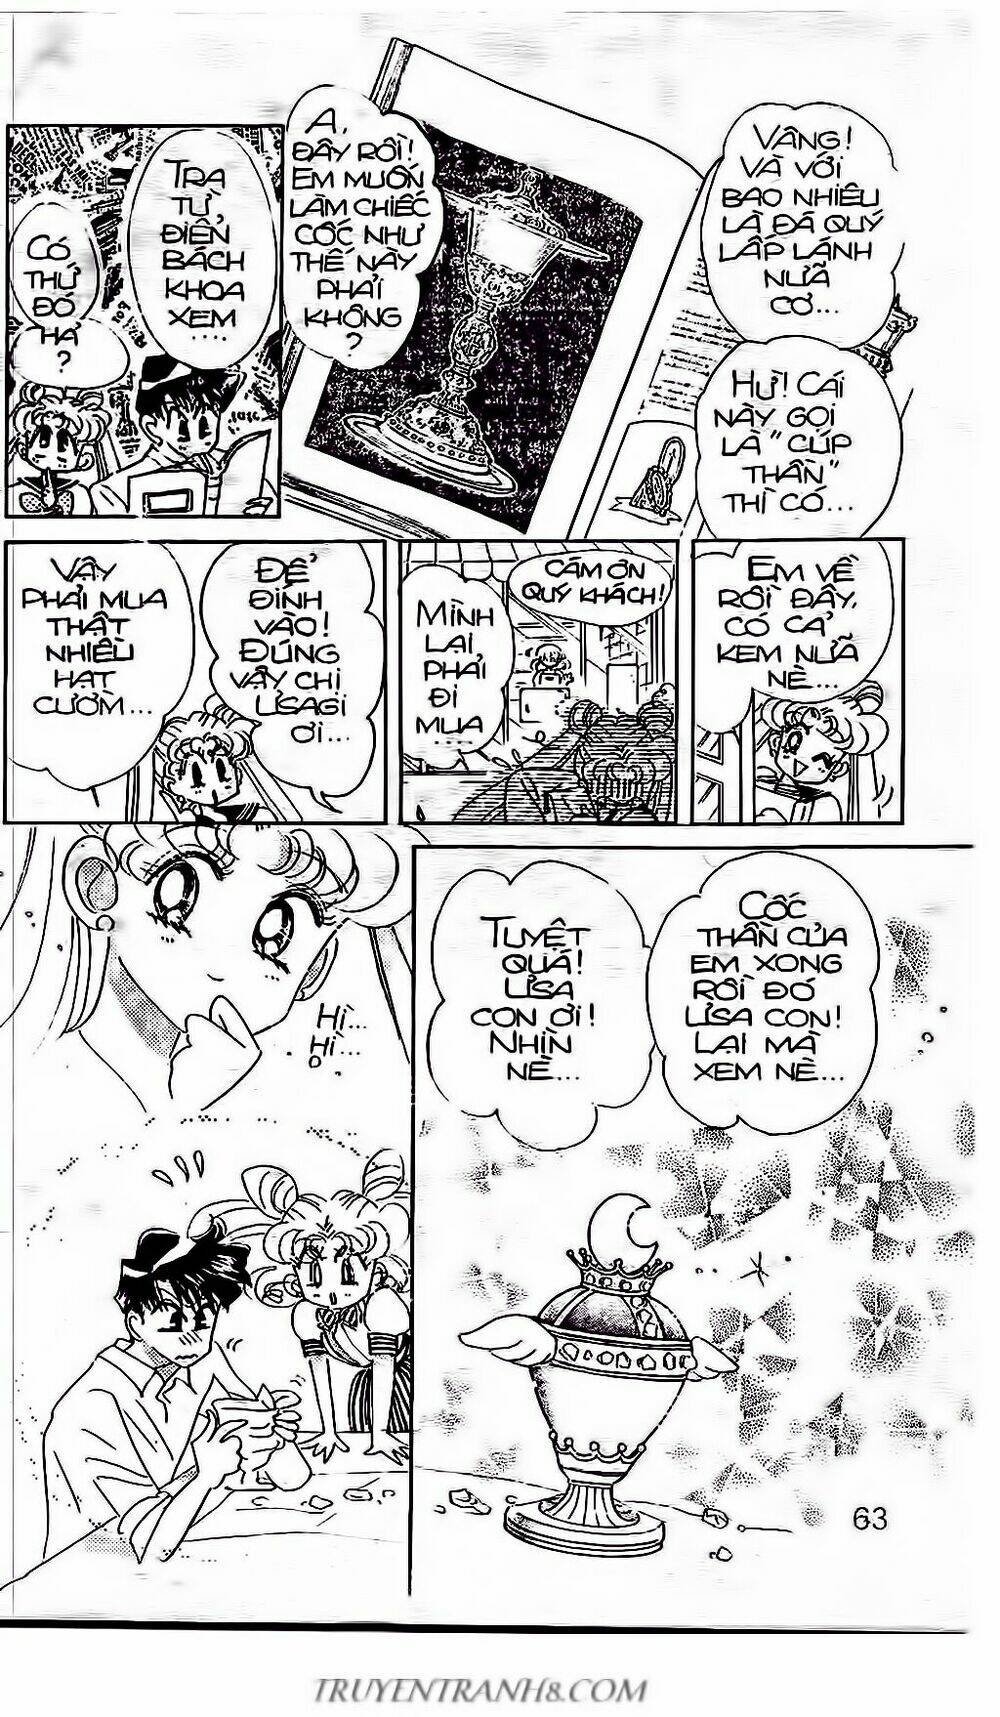 TRA
TỪ
ĐIỂN
BÁCH
KHOA
XEM
....
CÓ
THỨ
ĐÓ
HẢ
?
A,
ĐÂY RỒI!
EM MUỐN
LÀM CHIẾC
CỐC NHƯ
THẾ NÀY
PHẢI
KHÔNG
?
VÂNG!
VÀ VỚI
BAO NHIÊU
LÀ ĐÁ QUÝ
LẤP LÁNH
NỮA
CƠ...
HỪ! CÁI
NÀY GỌI
LÀ "CÚP
THẦN"
THÌ CÓ...
VẬY
PHẢI MUA
THẬT
NHIỀU
HẠT
CƯỜM...
ĐỂ
ĐÍNH
VÀO!
ĐÚNG
VẬY CHỊ
USAGI
ƠI...
MÌNH
LẠI
PHẢI
ĐI
MUA
....
CÁM ƠN
QUÝ KHÁCH!
EM VỀ
RỒI ĐÂY,
CÓ CẢ
KEM NỮA
NÈ...
HÌ...
HÌ...
TUYỆT
QUÁ!
USA
CON ƠI!
NHÌN
NÈ...
CỐC
THẦN CỦA
EM XONG
RỒI ĐÓ
USA CON!
LẠI MÀ
XEM NÈ...
63
TRUYENTRANH8.COM